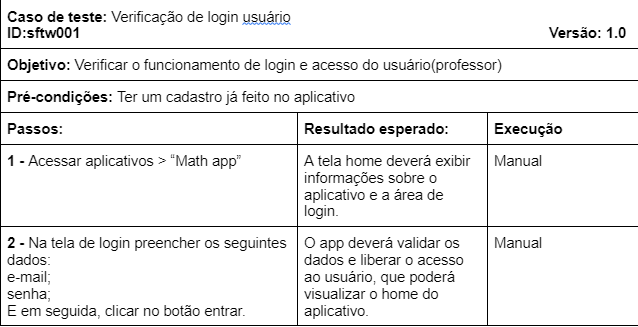 Caso de teste: Verificação de login usuário
ID:sftw001 Versão: 1.0
Objetivo: Verificar o funcionamento de login e acesso do usuário(professor)
Pré-condições: Ter um cadastro já feito no aplicativo
Passos: Resultado esperado: Execução
1 - Acessar aplicativos > “Math app”
A tela home deverá exibir
informações sobre o
aplicativo e a área de
login.
Manual
2 - Na tela de login preencher os seguintes
dados:
e-mail;
senha;
E em seguida, clicar no botão entrar.
O app deverá validar os
dados e liberar o acesso
ao usuário, que poderá
visualizar o home do
aplicativo.
Manual